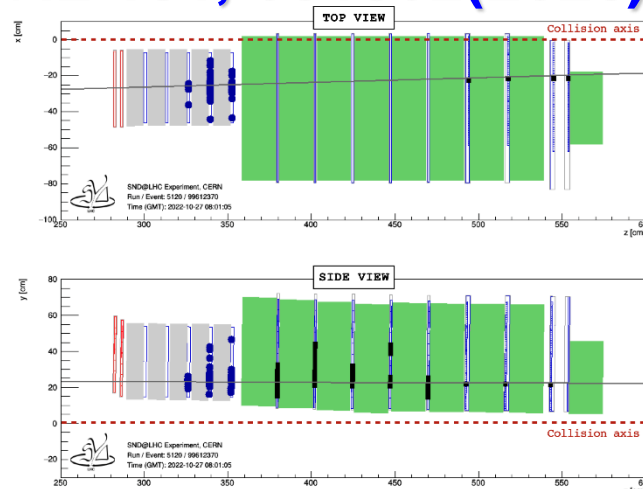 TOP VIEW
x [cm]
Collision axis
0
−20
−40
−60
−80
−100
SND@LHC Experiment, CERN
Run / Event: 5120 / 99612370
Time (GMT): 2022-10-27 08:01:05
250 300 350 400 450 500 550
z [cm]
SIDE VIEW
y [cm]
80
60
40
20
0
−20
−40
Collision axis
SND@LHC Experiment, CERN
Run / Event: 5120 / 99612370
Time (GMT): 2022-10-27 08:01:05
250 300 350 400 450 500 550